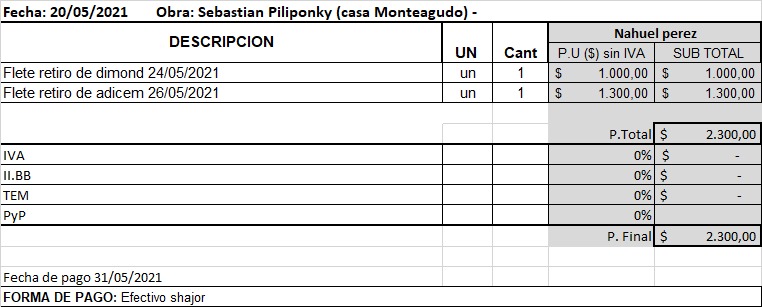 Fecha: 20/05/2021 Obra: Sebastian Piliponky (casa Monteagudo) -
Nahuel perez
DESCRIPCION UN Cant P.U ($) sin IVA SUB TOTAL
Flete retiro de dimond 24/05/2021 un 1 $ 1.000,00 $ 1.000,00
Flete retiro de adicem 26/05/2021 un 1 $ 1.300,00 $ 1.300,00
P.Total $ 2.300,00
IVA 0% $ -
II.BB 0% $ -
TEM 0% $ -
PyP 0%
P. Final $ 2.300,00
Fecha de pago 31/05/2021
FORMA DE PAGO: Efectivo shajor